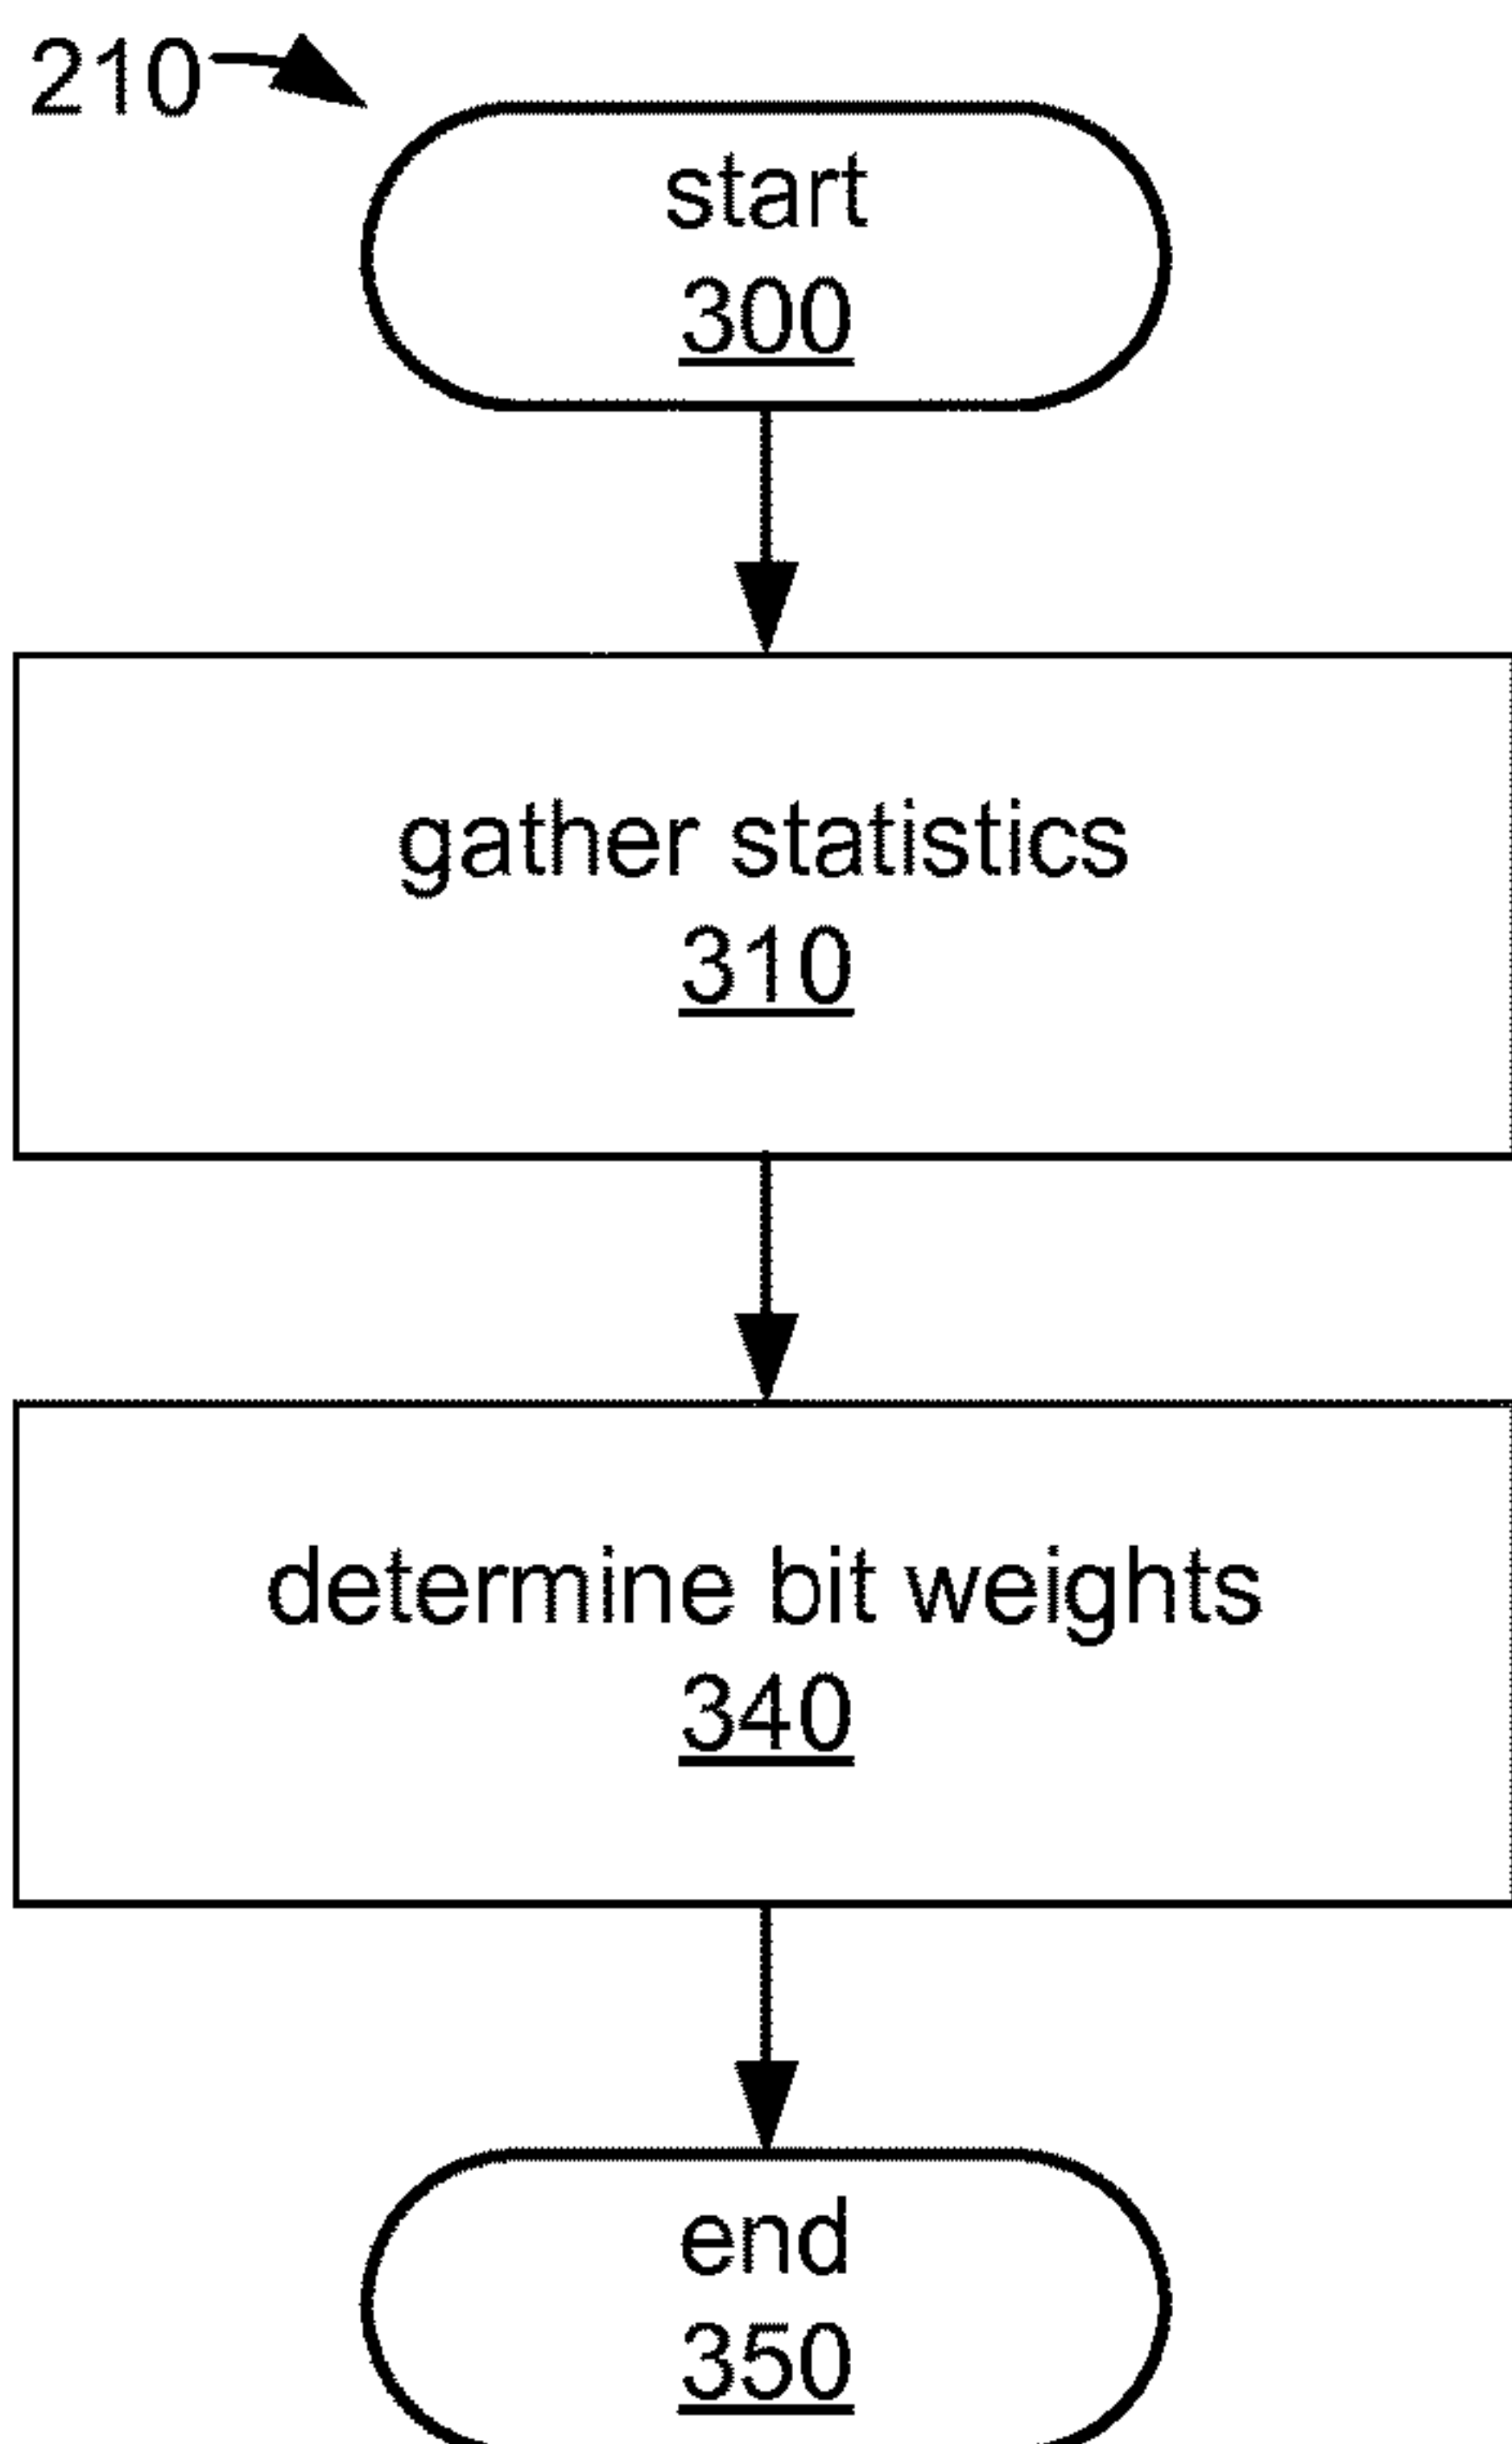 210
start
300
gather statistics
310
determine bit weights
340
end
350